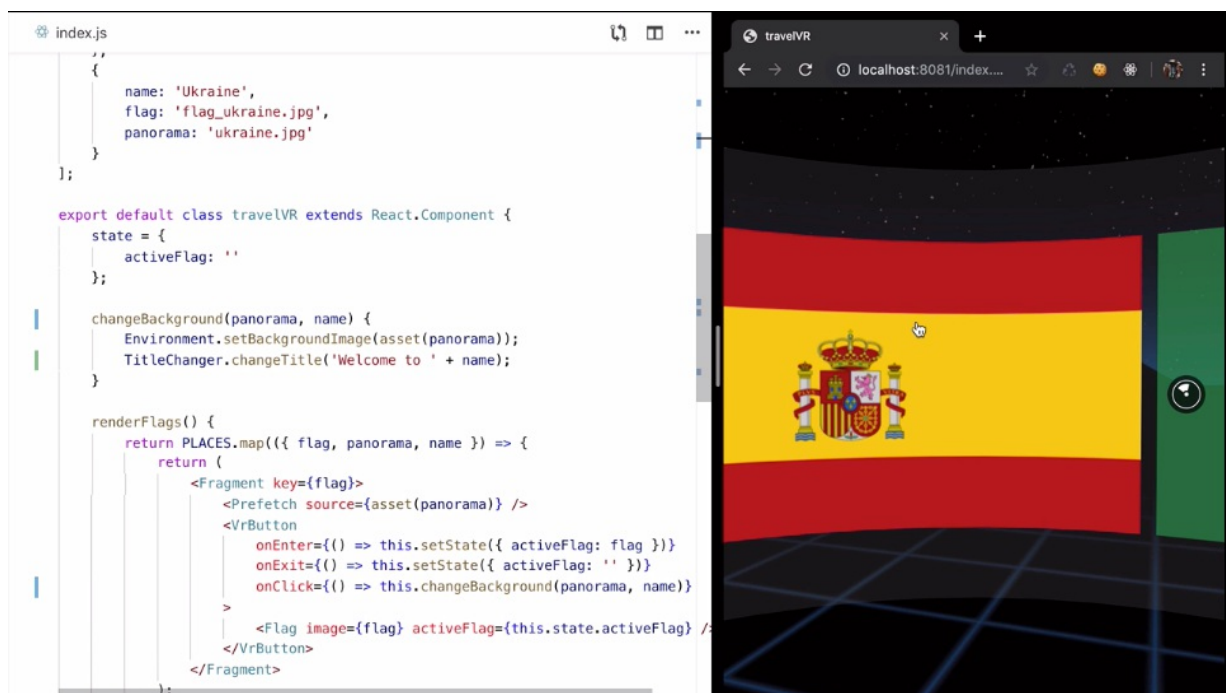 index.js
},
{
name: 'Ukraine',
flag: 'flag_ukraine.jpg',
panorama: 'ukraine.jpg'
}
];
export default class travelVR extends React.Component {
state = {
activeFlag: ''
};
changeBackground(panorama, name) {
Environment.setBackgroundImage(asset(panorama));
TitleChanger.changeTitle('Welcome to ' + name);
}
renderFlags() {
return PLACES.map(({ flag, panorama, name }) => {
return (
<Fragment key={flag}>
<Prefetch source={asset(panorama)} />
<VrButton
onEnter={() => this.setState({ activeFlag: flag })}
onExit={() => this.setState({ activeFlag: '' })}
onClick={() => this.changeBackground(panorama, name)}
>
<Flag image={flag} activeFlag={this.state.activeFlag} />
</VrButton>
</Fragment>
);
travelVR
localhost:8081/index....